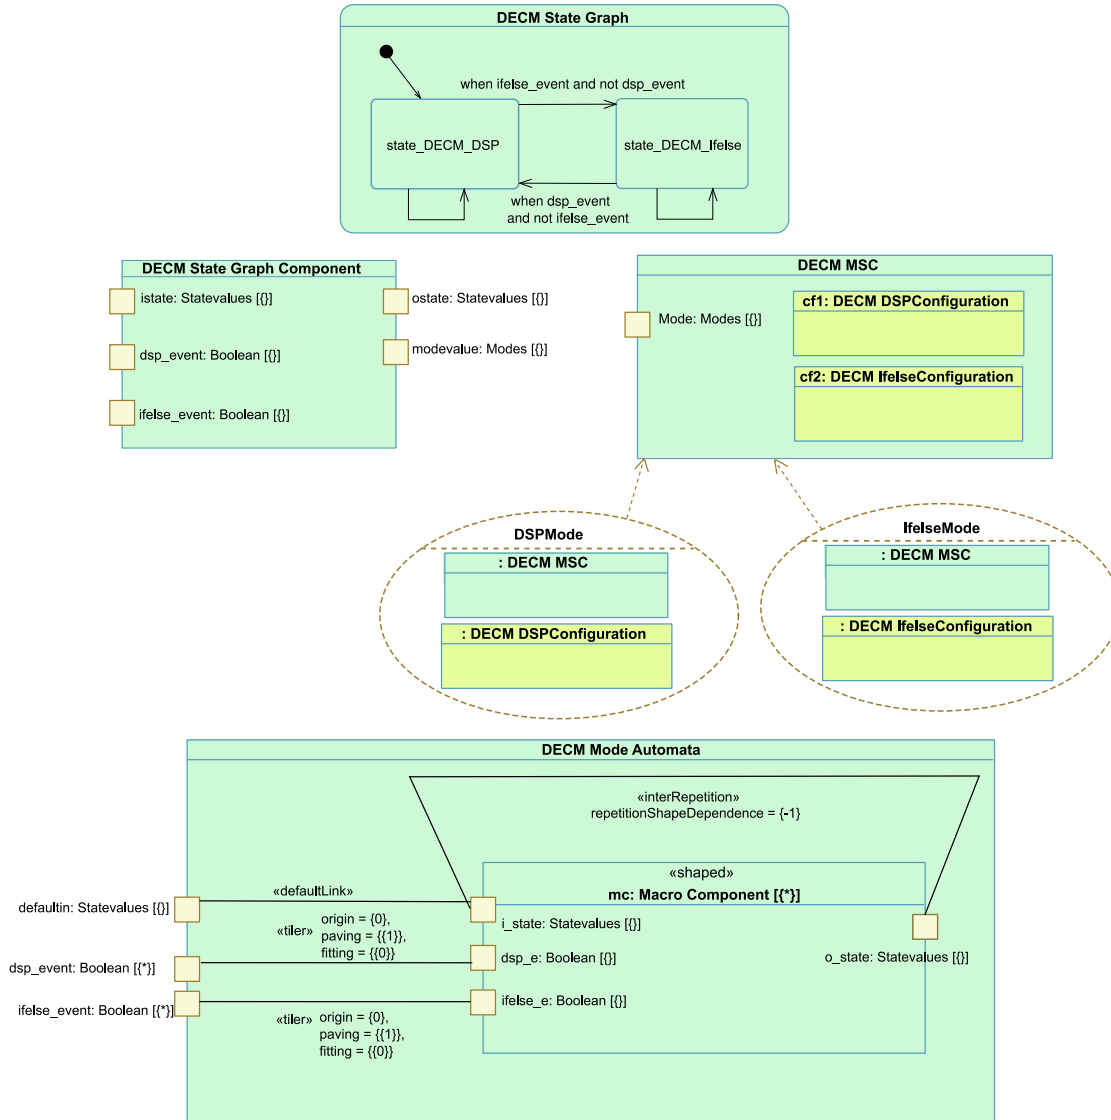 DECM State Graph
when ifelse_event and not dsp_event
state_DECM_DSP
state_DECM_Ifelse
when dsp_event
and not ifelse_event
DECM State Graph Component
istate: Statevalues [{}]
ostate: Statevalues [{}]
dsp_event: Boolean [{}]
modevalue: Modes [{}]
ifelse_event: Boolean [{}]
DECM MSC
Mode: Modes [{}]
cf1: DECM DSPConfiguration
cf2: DECM IfelseConfiguration
DSPMode
: DECM MSC
: DECM DSPConfiguration
IfelseMode
: DECM MSC
: DECM IfelseConfiguration
DECM Mode Automata
«interRepetition»
repetitionShapeDependence = {-1}
«shaped»
mc: Macro Component [{*}]
«defaultLink»
defaultin: Statevalues [{}]
i_state: Statevalues [{}]
«tiler»
origin = {0},
paving = {{1}},
fitting = {{0}}
dsp_event: Boolean [{*}]
dsp_e: Boolean [{}]
o_state: Statevalues [{}]
ifelse_event: Boolean [{*}]
ifelse_e: Boolean [{}]
«tiler»
origin = {0},
paving = {{1}},
fitting = {{0}}